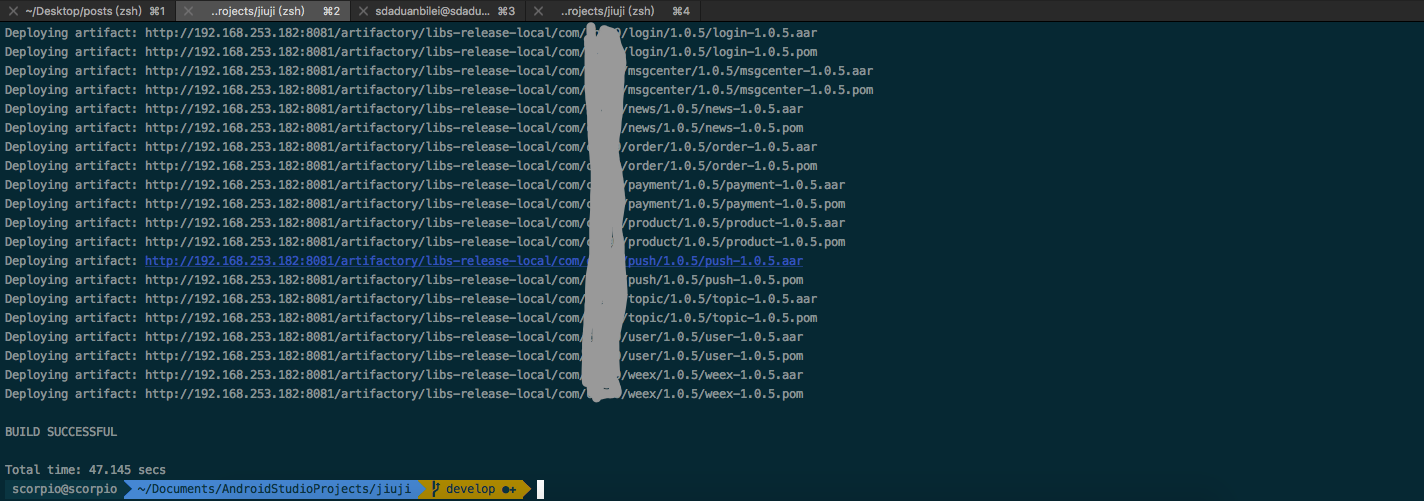 ~/Desktop/posts (zsh) ⌘1 ..rojects/jiuji (zsh) ⌘2 sdaduanbilei@sdadu... ⌘3 ..rojects/jiuji (zsh) ⌘4
Deploying artifact: http://192.168.253.182:8081/artifactory/libs-release-local/com/ /login/1.0.5/login-1.0.5.aar
Deploying artifact: http://192.168.253.182:8081/artifactory/libs-release-local/com/ /login/1.0.5/login-1.0.5.pom
Deploying artifact: http://192.168.253.182:8081/artifactory/libs-release-local/com/ /msgcenter/1.0.5/msgcenter-1.0.5.aar
Deploying artifact: http://192.168.253.182:8081/artifactory/libs-release-local/com/ /msgcenter/1.0.5/msgcenter-1.0.5.pom
Deploying artifact: http://192.168.253.182:8081/artifactory/libs-release-local/com/ /news/1.0.5/news-1.0.5.aar
Deploying artifact: http://192.168.253.182:8081/artifactory/libs-release-local/com/ /news/1.0.5/news-1.0.5.pom
Deploying artifact: http://192.168.253.182:8081/artifactory/libs-release-local/com/ /order/1.0.5/order-1.0.5.aar
Deploying artifact: http://192.168.253.182:8081/artifactory/libs-release-local/com/ /order/1.0.5/order-1.0.5.pom
Deploying artifact: http://192.168.253.182:8081/artifactory/libs-release-local/com/ /payment/1.0.5/payment-1.0.5.aar
Deploying artifact: http://192.168.253.182:8081/artifactory/libs-release-local/com/ /payment/1.0.5/payment-1.0.5.pom
Deploying artifact: http://192.168.253.182:8081/artifactory/libs-release-local/com/ /product/1.0.5/product-1.0.5.aar
Deploying artifact: http://192.168.253.182:8081/artifactory/libs-release-local/com/ /product/1.0.5/product-1.0.5.pom
Deploying artifact: http://192.168.253.182:8081/artifactory/libs-release-local/com/ /push/1.0.5/push-1.0.5.aar
Deploying artifact: http://192.168.253.182:8081/artifactory/libs-release-local/com/ /push/1.0.5/push-1.0.5.pom
Deploying artifact: http://192.168.253.182:8081/artifactory/libs-release-local/com/ /topic/1.0.5/topic-1.0.5.aar
Deploying artifact: http://192.168.253.182:8081/artifactory/libs-release-local/com/ /topic/1.0.5/topic-1.0.5.pom
Deploying artifact: http://192.168.253.182:8081/artifactory/libs-release-local/com/ /user/1.0.5/user-1.0.5.aar
Deploying artifact: http://192.168.253.182:8081/artifactory/libs-release-local/com/ /user/1.0.5/user-1.0.5.pom
Deploying artifact: http://192.168.253.182:8081/artifactory/libs-release-local/com/ /weex/1.0.5/weex-1.0.5.aar
Deploying artifact: http://192.168.253.182:8081/artifactory/libs-release-local/com/ /weex/1.0.5/weex-1.0.5.pom
BUILD SUCCESSFUL
Total time: 47.145 secs
scorpio@scorpio ~/Documents/AndroidStudioProjects/jiuji develop ●+